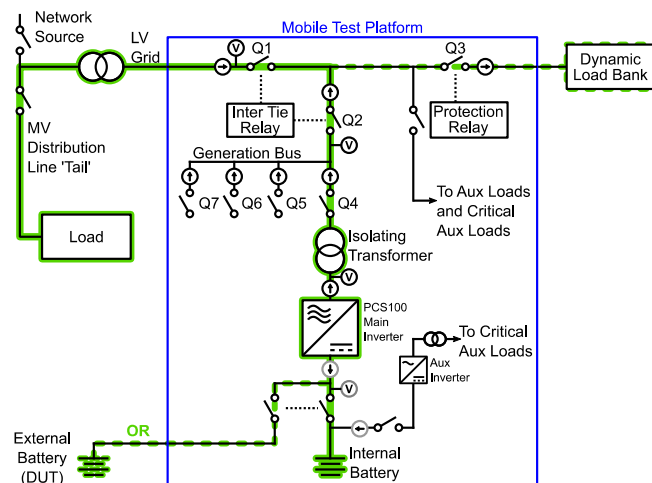 Network
Source
LV
Grid
Mobile Test Platform
V
Q1
Q3
Dynamic
Load Bank
MV
Distribution
Line 'Tail'
Inter Tie
Relay
Q2
Protection
Relay
V
Generation Bus
Q7
Q6
Q5
Q4
To Aux Loads
and Critical
Aux Loads
Load
Isolating
Transformer
V
PCS100
Main
Inverter
To Critical
Aux Loads
Aux
Inverter
V
OR
External
Battery
(DUT)
Internal
Battery